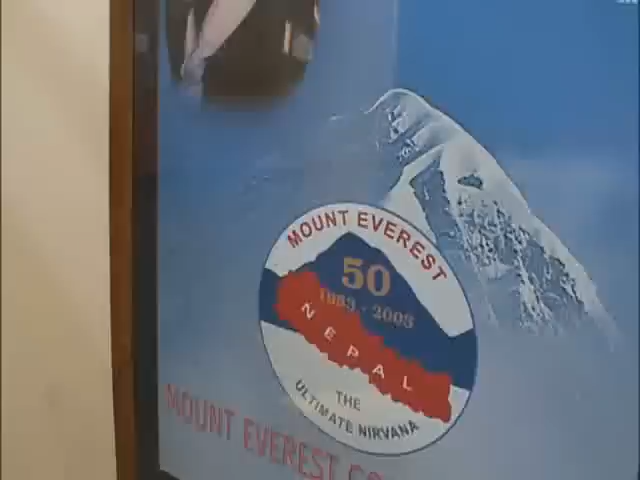 MOUNT EVEREST
50
1953 - 2003
NEPAL
THE
ULTIMATE NIRVANA
MOUNT EVEREST